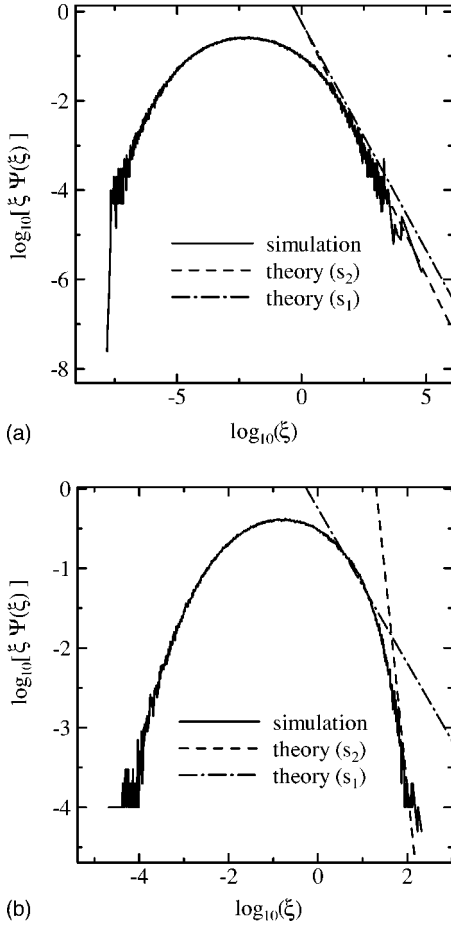 0
-2
-4
-6
-8
log₁₀[ξ Ψ(ξ) ]
simulation
theory (s₂)
theory (s₁)
-5
0
5
log₁₀(ξ)
(a)
0
-1
-2
-3
-4
log₁₀[ξ Ψ(ξ) ]
simulation
theory (s₂)
theory (s₁)
-4
-2
0
2
log₁₀(ξ)
(b)